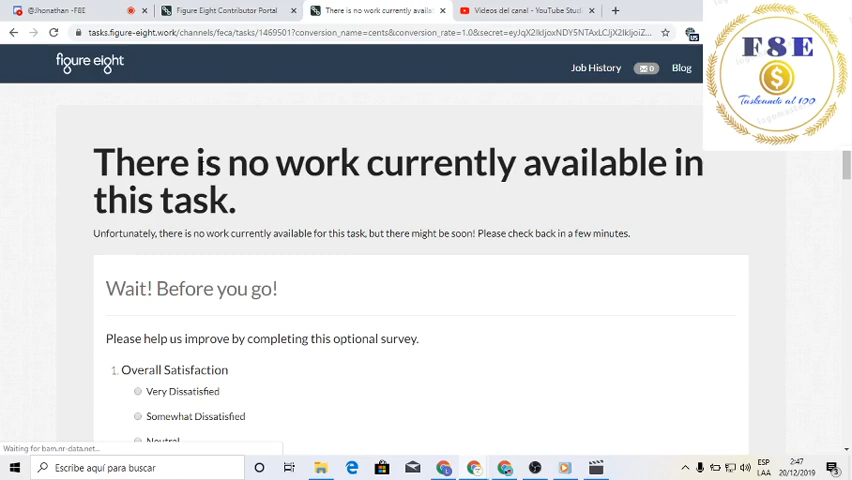 @Jhonathan -F8E
Figure Eight Contributor Portal
There is no work currently availa
Videos del canal - YouTube Stud
tasks.figure-eight.work/channels/feca/tasks/1469501?conversion_name=cents&conversion_rate=1.0&secret=eyJqX2lkIjoxNDY5NTAxLCJjX2lkIjoiZ...
US
figure eight
Job History
0
Blog
F8E
$
Taskeando al 100
There is no work currently available in
this task.
Unfortunately, there is no work currently available for this task, but there might be soon! Please check back in a few minutes.
Wait! Before you go!
Please help us improve by completing this optional survey.
1. Overall Satisfaction
Very Dissatisfied
Somewhat Dissatisfied
Neutral
Waiting for bam.nr-data.net...
Escribe aquí para buscar
ESP
LAA
2:47
20/12/2019